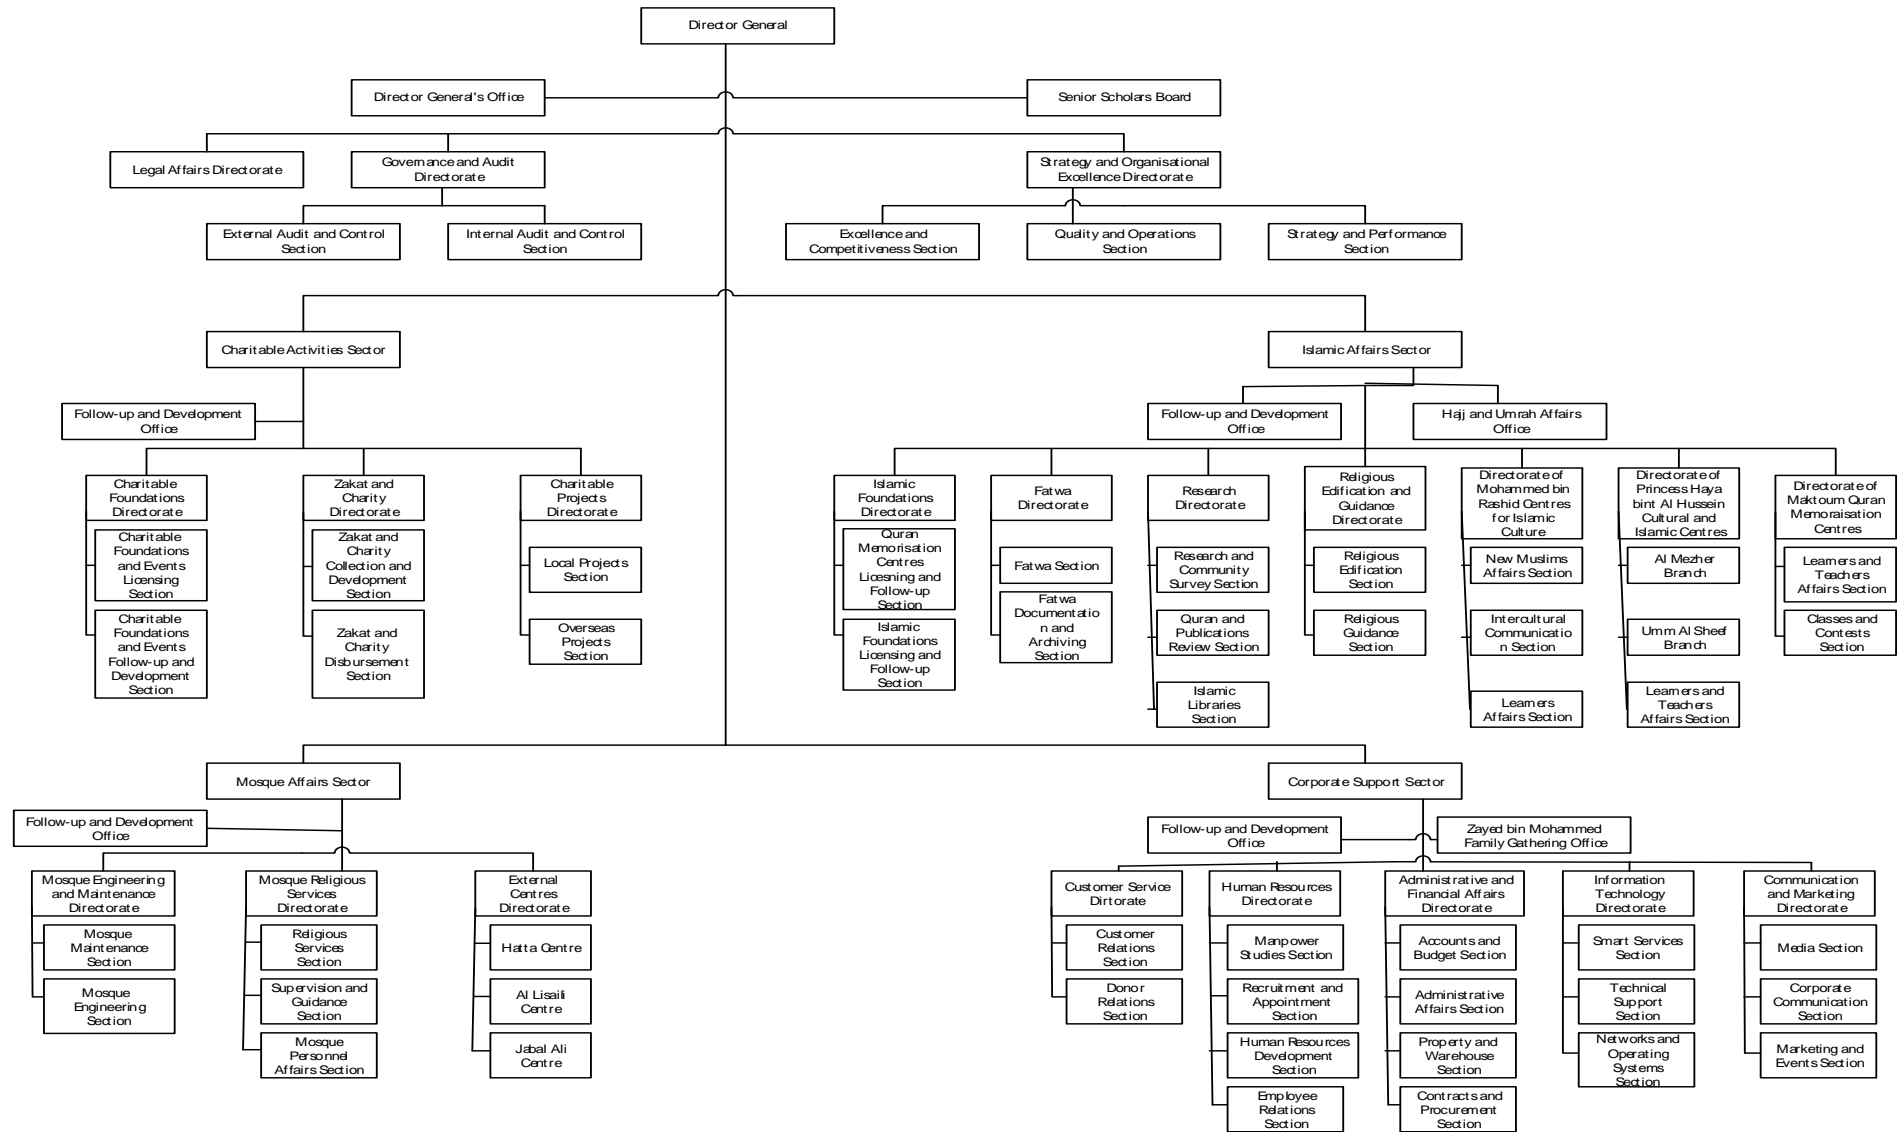 Director General
Director General's Office
Senior Scholars Board
Legal Affairs Directorate
Governance and Audit
Directorate
Strategy and Organisational
Excellence Directorate
External Audit and Control
Section
Internal Audit and Control
Section
Excellence and
Competitiveness Section
Quality and Operations
Section
Strategy and Performance
Section
Charitable Activities Sector
Islamic Affairs Sector
Follow-up and Development
Office
Follow-up and Development
Office
Hajj and Umrah Affairs
Office
Charitable
Foundations
Directorate
Zakat and
Charity
Directorate
Charitable
Projects
Directorate
Islamic
Foundations
Directorate
Fatwa
Directorate
Research
Directorate
Religious
Edification and
Guidance
Directorate
Directorate of
Mohammed bin
Rashid Centres
for Islamic
Culture
Directorate of
Princess Haya
bint Al Hussein
Cultural and
Islamic Centres
Directorate of
Maktoum Quran
Memoraisation
Centres
Charitable
Foundations
and Events
Licensing
Section
Zakat and
Charity
Collection and
Development
Section
Local Projects
Section
Quran
Memorisation
Centres
Licesning and
Follow-up
Section
Fatwa Section
Research and
Community
Survey Section
Religious
Edification
Section
New Muslims
Affairs Section
Al Mezher
Branch
Learners and
Teachers
Affairs Section
Charitable
Foundations
and Events
Follow-up and
Development
Section
Zakat and
Charity
Disbursement
Section
Overseas
Projects
Section
Islamic
Foundations
Licensing and
Follow-up
Section
Fatwa
Documentatio
n and
Archiving
Section
Quran and
Publications
Review Section
Religious
Guidance
Section
Intercultural
Communicatio
n Section
Umm Al Sheef
Branch
Classes and
Contests
Section
Islamic
Libraries
Section
Learners
Affairs Section
Learners and
Teachers
Affairs Section
Mosque Affairs Sector
Corporate Support Sector
Follow-up and Development
Office
Follow-up and Development
Office
Zayed bin Mohammed
Family Gathering Office
Mosque Engineering
and Maintenance
Directorate
Mosque Religious
Services
Directorate
External
Centres
Directorate
Customer Service
Dirtorate
Human Resources
Directorate
Administrative and
Financial Affairs
Directorate
Information
Technology
Directorate
Communication
and Marketing
Directorate
Mosque
Maintenance
Section
Religious
Services
Section
Hatta Centre
Customer
Relations
Section
Manpower
Studies Section
Accounts and
Budget Section
Smart Services
Section
Media Section
Mosque
Engineering
Section
Supervision and
Guidance
Section
Al Lisaili
Centre
Donor
Relations
Section
Recruitment and
Appointment
Section
Administrative
Affairs Section
Technical
Support
Section
Corporate
Communication
Section
Mosque
Personnel
Affairs Section
Jabal Ali
Centre
Human Resources
Development
Section
Property and
Warehouse
Section
Networks and
Operating
Systems
Section
Marketing and
Events Section
Employee
Relations
Section
Contracts and
Procurement
Section